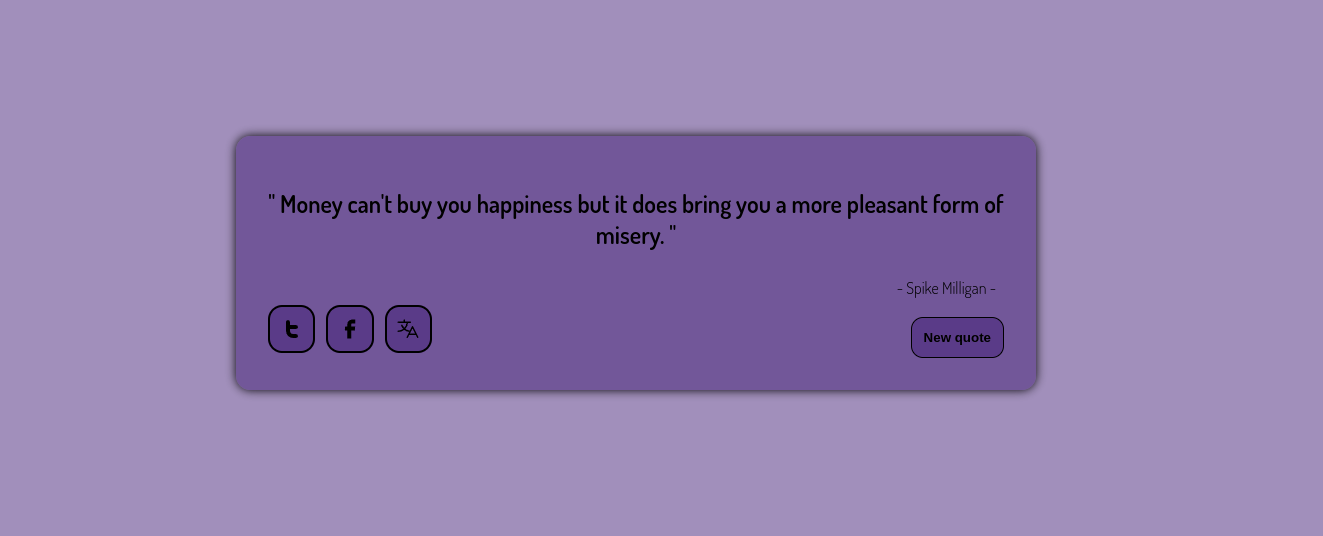 " Money can't buy you happiness but it does bring you a more pleasant form of
misery. "
- Spike Milligan -
New quote